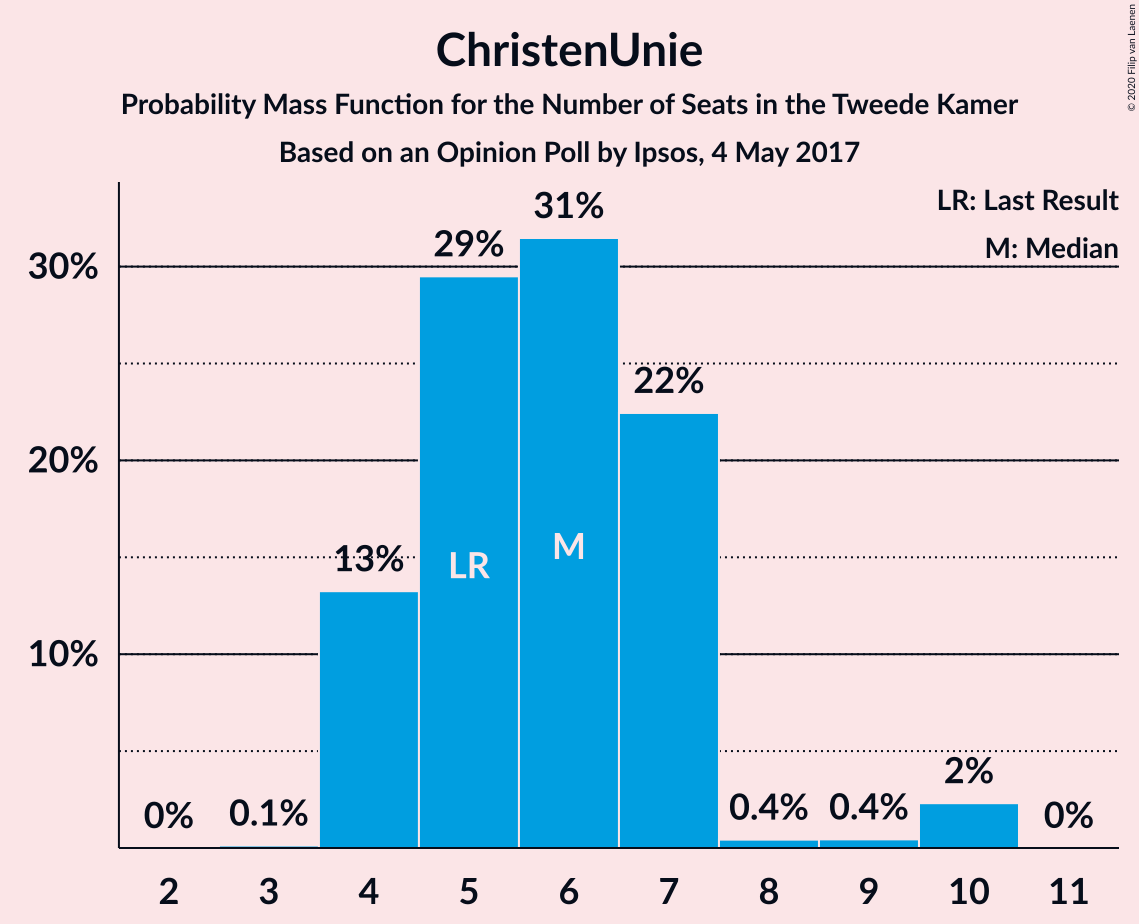 © 2020 Filip van Laenen
ChristenUnie
Probability Mass Function for the Number of Seats in the Tweede Kamer
Based on an Opinion Poll by Ipsos, 4 May 2017
LR: Last Result
M: Median
30%
20%
10%
0%
0.1%
13%
29%
31%
22%
0.4%
0.4%
2%
0%
LR
M
2
3
4
5
6
7
8
9
10
11